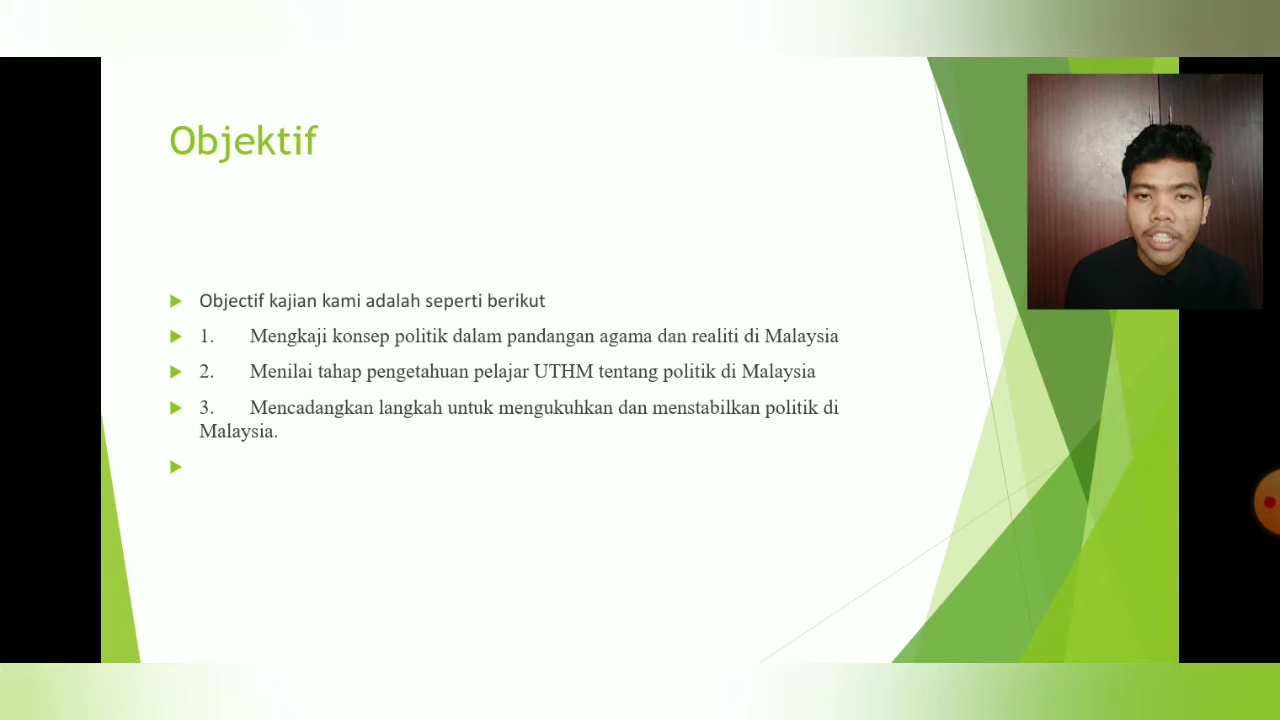 Objektif
Objectif kajian kami adalah seperti berikut
1. Mengkaji konsep politik dalam pandangan agama dan realiti di Malaysia
2. Menilai tahap pengetahuan pelajar UTHM tentang politik di Malaysia
3. Mencadangkan langkah untuk mengukuhkan dan menstabilkan politik di
Malaysia.